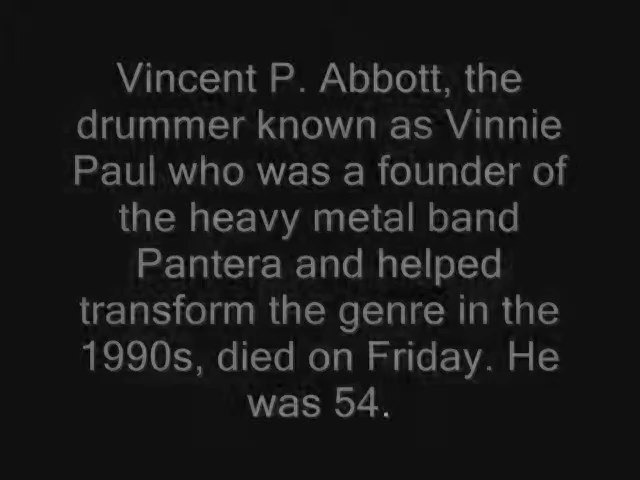 Vincent P. Abbott, the
drummer known as Vinnie
Paul who was a founder of
the heavy metal band
Pantera and helped
transform the genre in the
1990s, died on Friday. He
was 54.